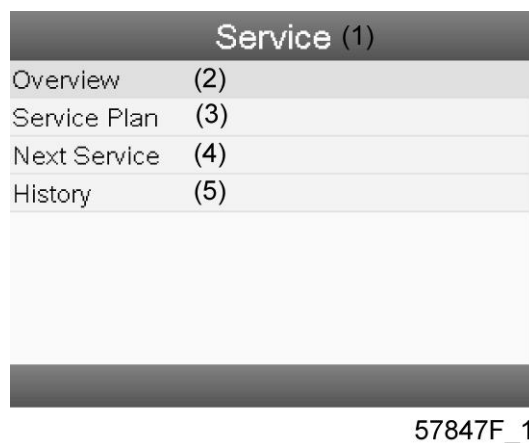 Service (1)
Overview (2)
Service Plan (3)
Next Service (4)
History (5)
57847F_1